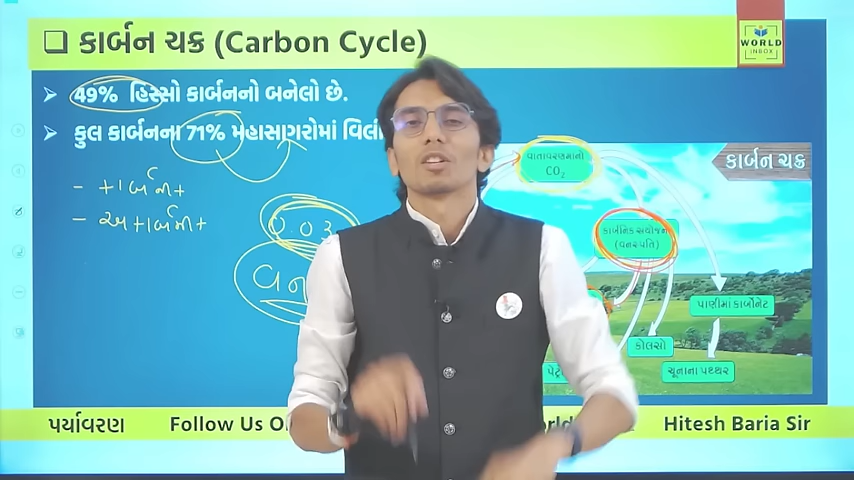 ❑ કાર્બન ચક્ર (Carbon Cycle)
WORLD
INBOX
➤ 49% હિસ્સો કાર્બનનો બનેલો છે.
➤ કુલ કાર્બનના 71% મહાસાગરોમાં
- કાર્બન
- અકાર્બન
0.03
વન
વાતાવરણમાંનો
CO₂
કાર્બન ચક્ર
કાર્બનિક સંયોજન
(વનસ્પતિ)
પાણીમાં કાર્બોનેટ
કોલસો
ચૂનાના પથ્થર
પર્યાવરણ Follow Us Hitesh Baria Sir